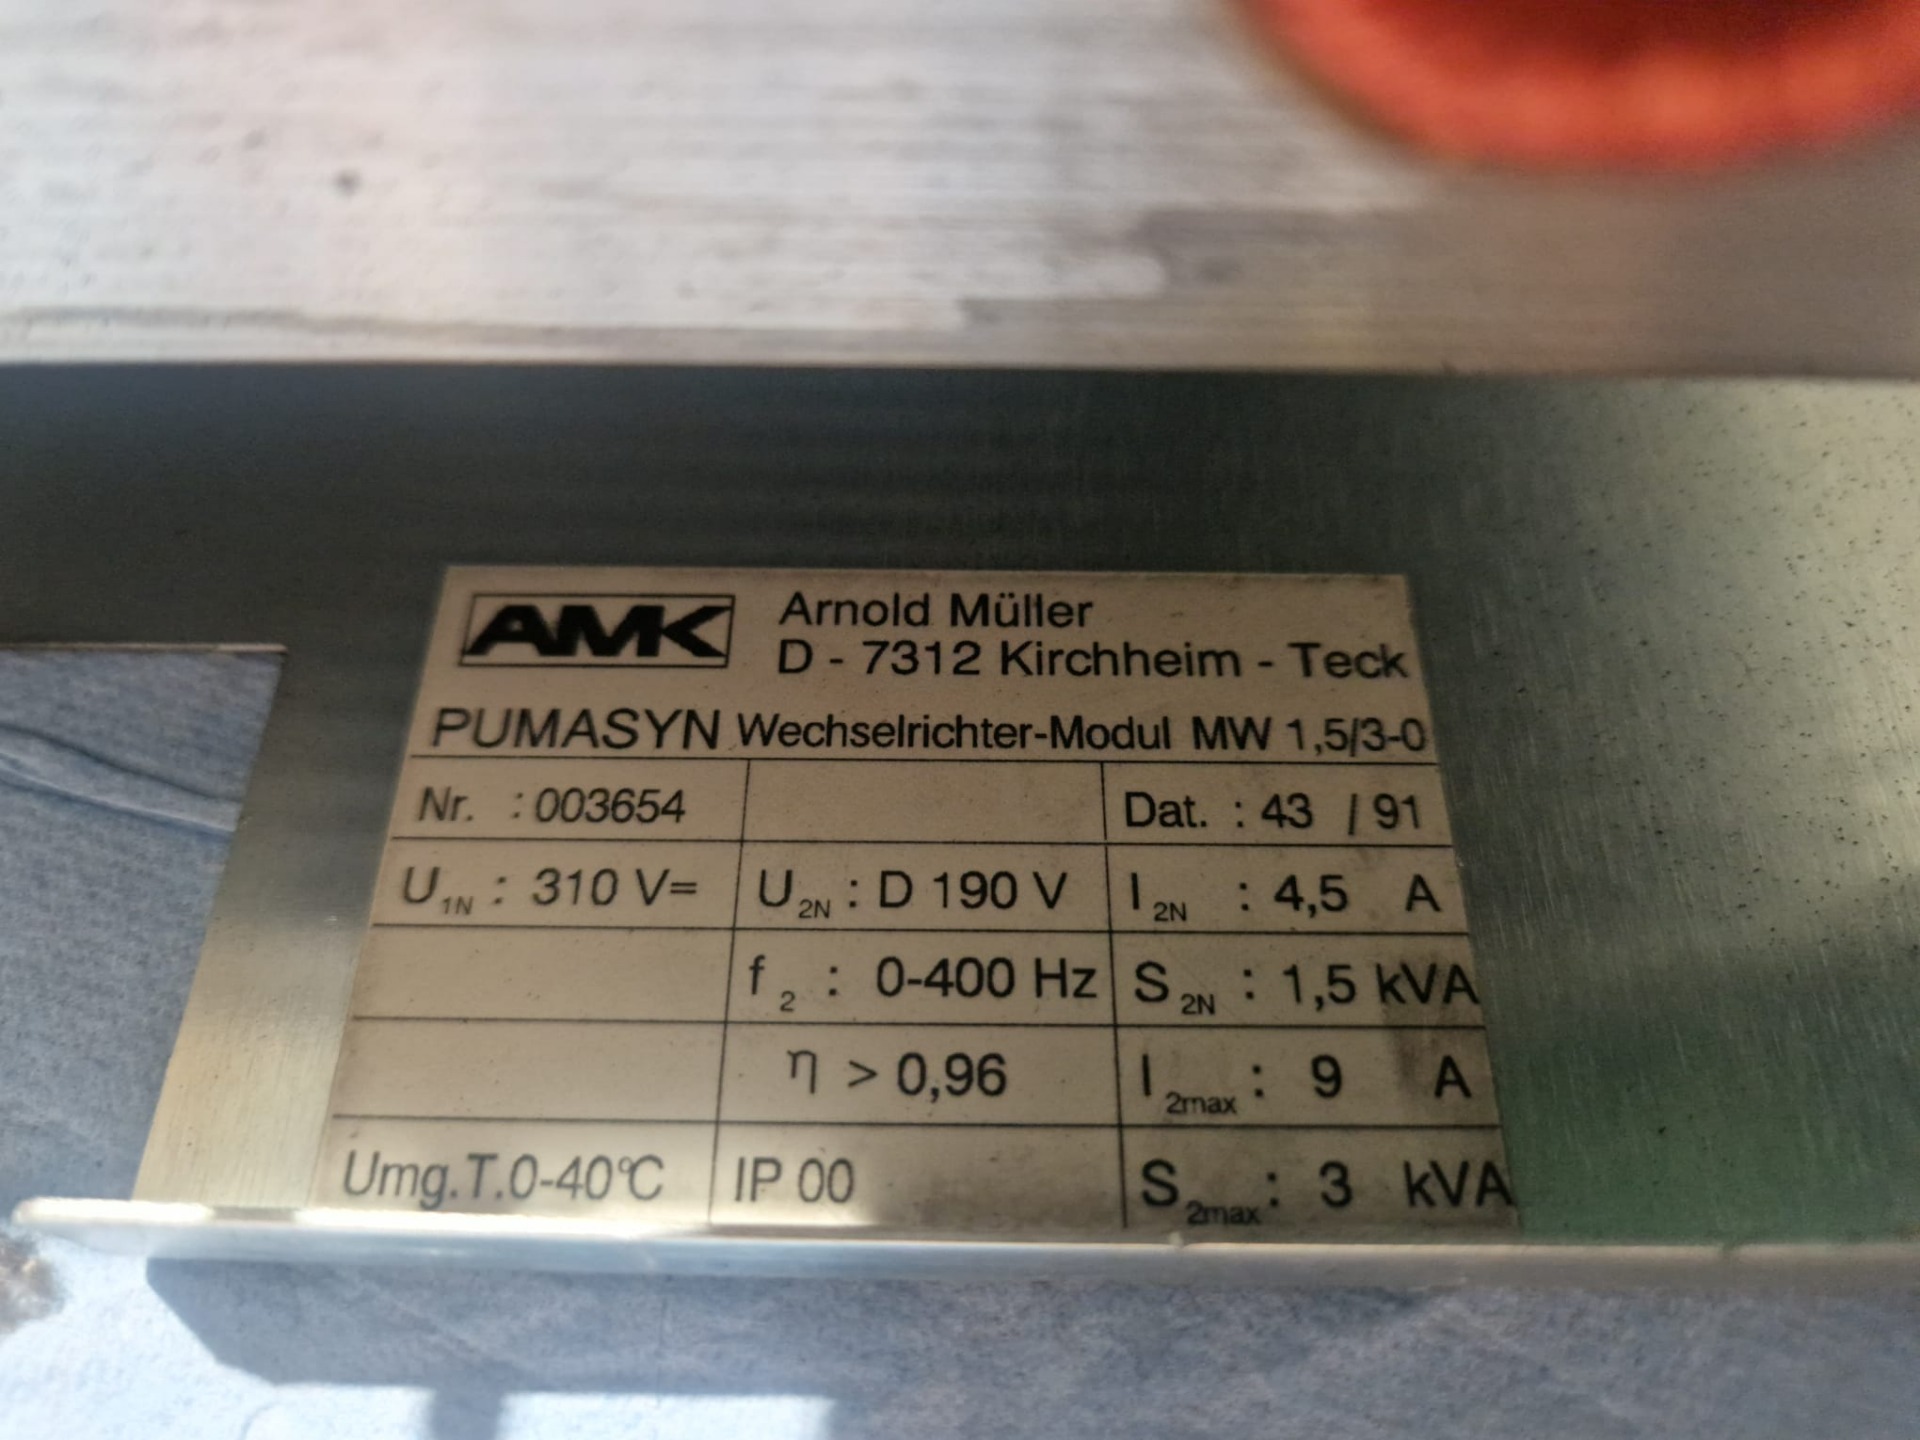 AMK Arnold Müller
D - 7312 Kirchheim - Teck
PUMASYN Wechselrichter-Modul MW 1,5/3-0
Nr. : 003654 Dat. : 43 / 91
U1N : 310 V= U2N : D 190 V I2N : 4,5 A
f2 : 0-400 Hz S2N : 1,5 kVA
η > 0,96 I2max : 9 A
Umg.T.0-40°C IP 00 S2max : 3 kVA